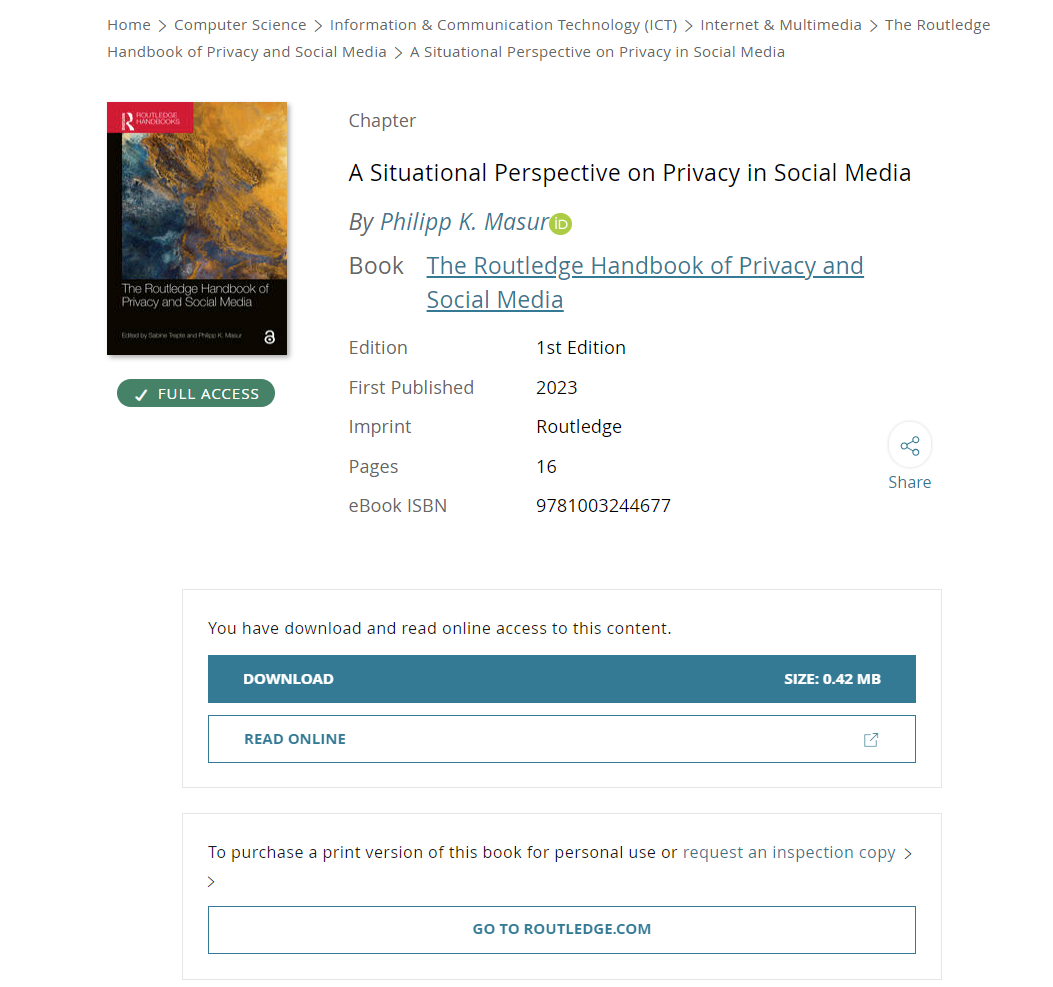 Home > Computer Science > Information & Communication Technology (ICT) > Internet & Multimedia > The Routledge
Handbook of Privacy and Social Media > A Situational Perspective on Privacy in Social Media
R ROUTLEDGE
HANDBOOKS
The Routledge Handbook of
Privacy and Social Media
Edited by Sabine Trepte and Philipp K. Masur
✓ FULL ACCESS
Chapter
A Situational Perspective on Privacy in Social Media
By Philipp K. Masur iD
Book The Routledge Handbook of Privacy and
Social Media
Edition 1st Edition
First Published 2023
Imprint Routledge
Pages 16
eBook ISBN 9781003244677
Share
You have download and read online access to this content.
DOWNLOAD SIZE: 0.42 MB
READ ONLINE
To purchase a print version of this book for personal use or request an inspection copy >
>
GO TO ROUTLEDGE.COM